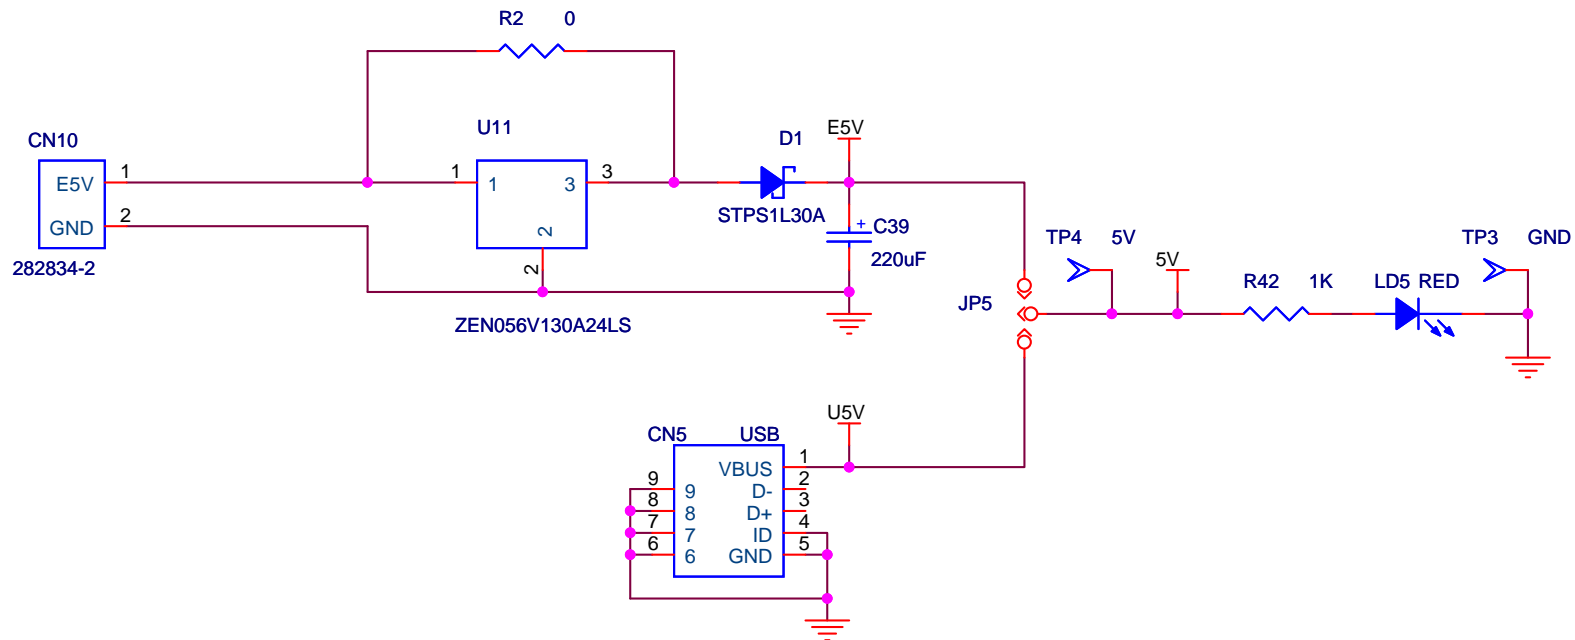 R2 0
U11
CN10
D1
E5V
E5V 1
1 1 3 3
GND 2
2
2
282834-2
STPS1L30A
+ C39
220uF
ZEN056V130A24LS
TP4 5V
5V
TP3 GND
R42 1K
LD5 RED
JP5
U5V
CN5 USB
VBUS 1
9 9 D- 2
8 8 D+ 3
7 7 ID 4
6 6 GND 5